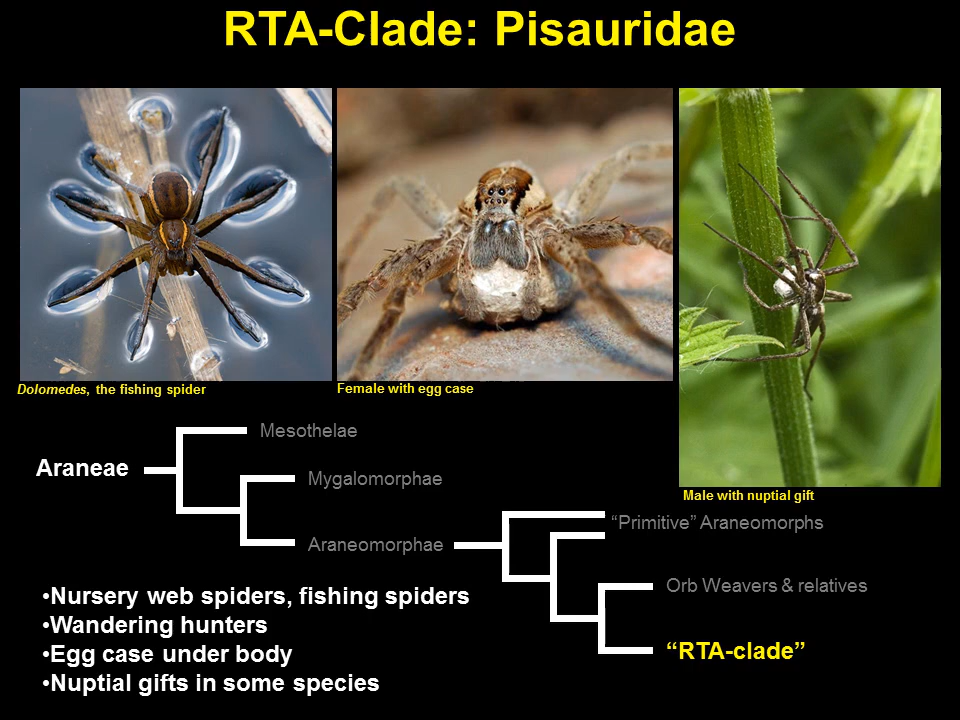 RTA-Clade: Pisauridae
Dolomedes, the fishing spider
Female with egg case
Male with nuptial gift
Araneae
Mesothelae
Mygalomorphae
Araneomorphae
“Primitive” Araneomorphs
Orb Weavers & relatives
“RTA-clade”
•Nursery web spiders, fishing spiders
•Wandering hunters
•Egg case under body
•Nuptial gifts in some species